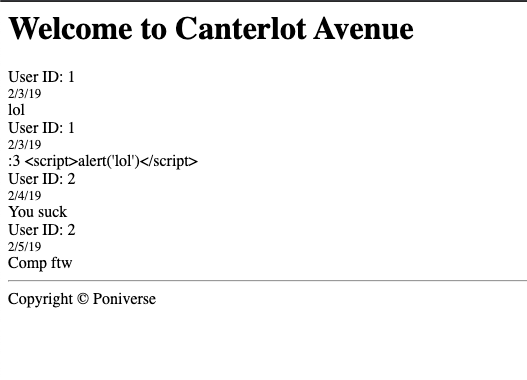 Welcome to Canterlot Avenue
User ID: 1
2/3/19
lol
User ID: 1
2/3/19
:3 <script>alert('lol')</script>
User ID: 2
2/4/19
You suck
User ID: 2
2/5/19
Comp ftw
Copyright © Poniverse